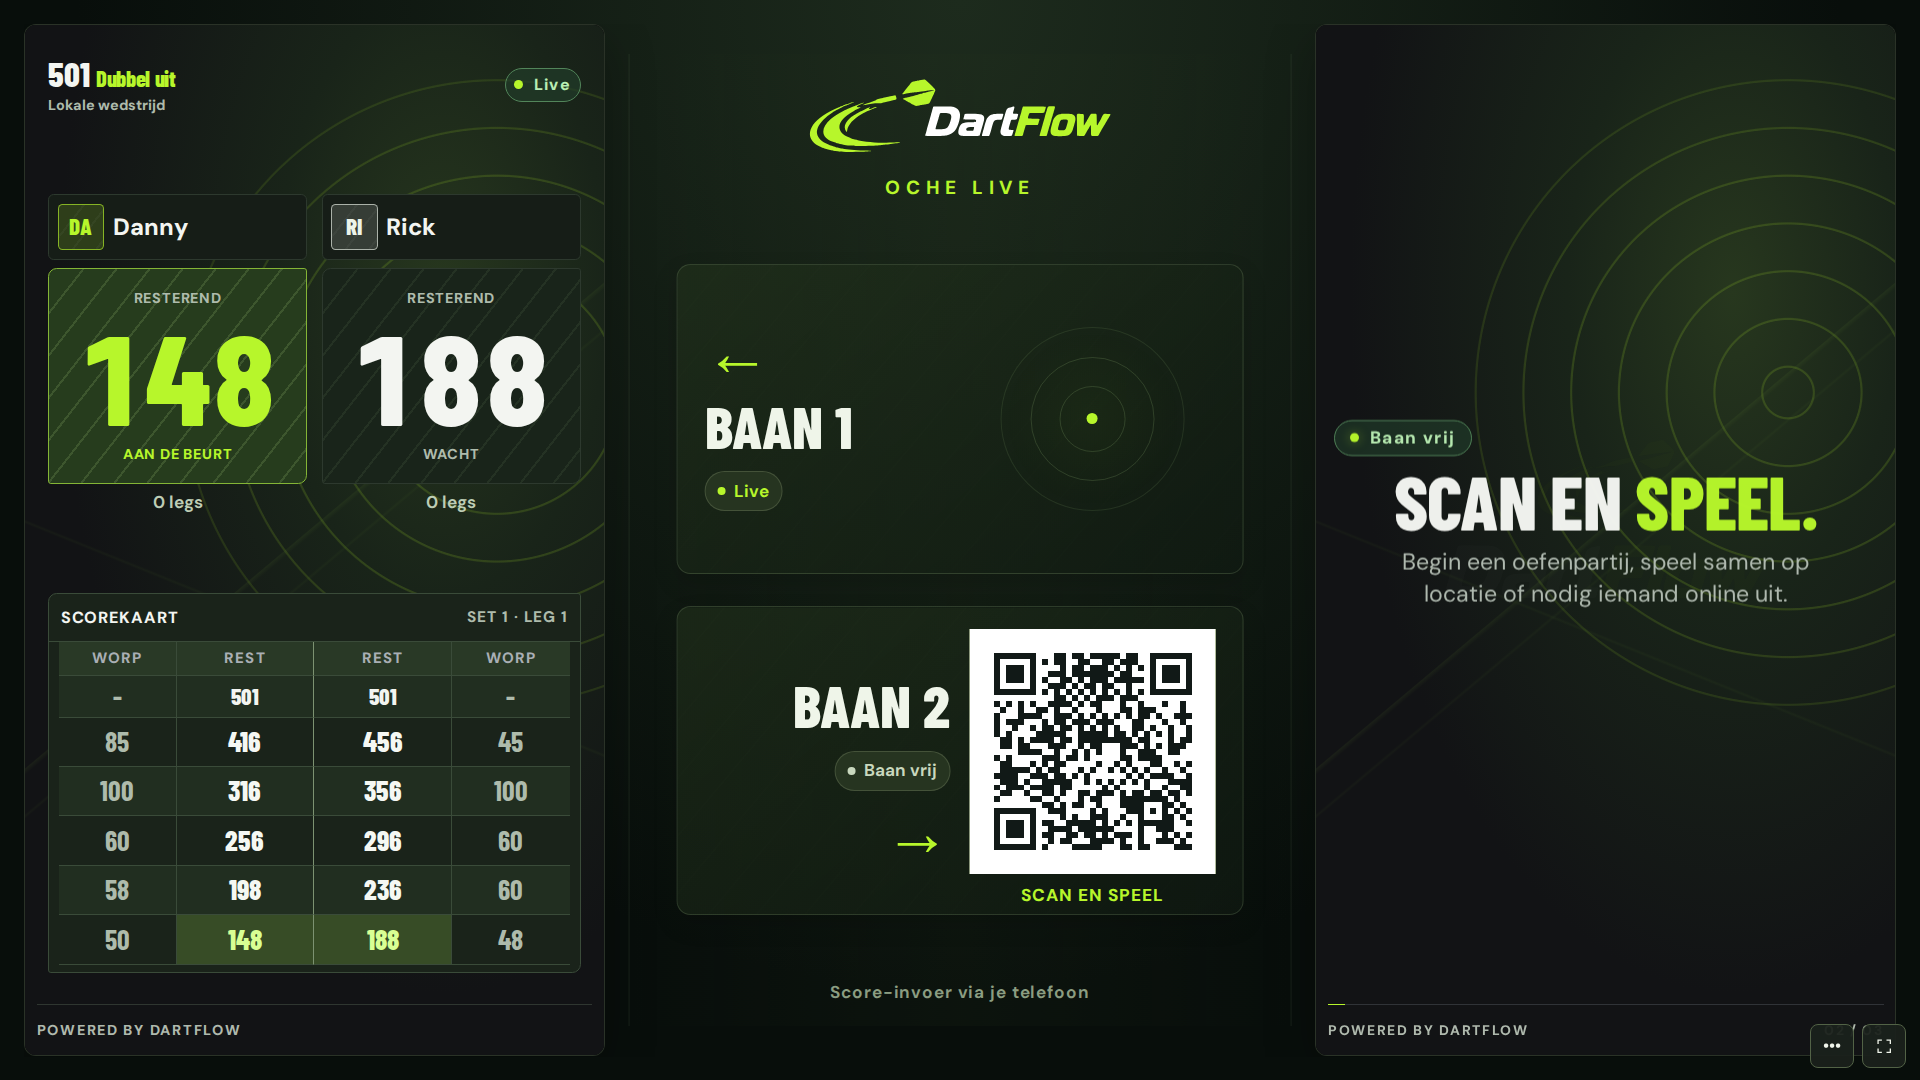 501 Dubbel uit
Lokale wedstrijd
Live
DA Danny
RI Rick
RESTEREND
148
AAN DE BEURT
0 legs
RESTEREND
188
WACHT
0 legs
SCOREKAART SET 1 · LEG 1
WORP REST REST WORP
- 501 501 -
85 416 456 45
100 316 356 100
60 256 296 60
58 198 236 60
50 148 188 48
POWERED BY DARTFLOW
DartFlow
OCHE LIVE
←
BAAN 1
Live
BAAN 2
Baan vrij
→
SCAN EN SPEEL
Score-invoer via je telefoon
Baan vrij
SCAN EN SPEEL.
Begin een oefenpartij, speel samen op
locatie of nodig iemand online uit.
POWERED BY DARTFLOW